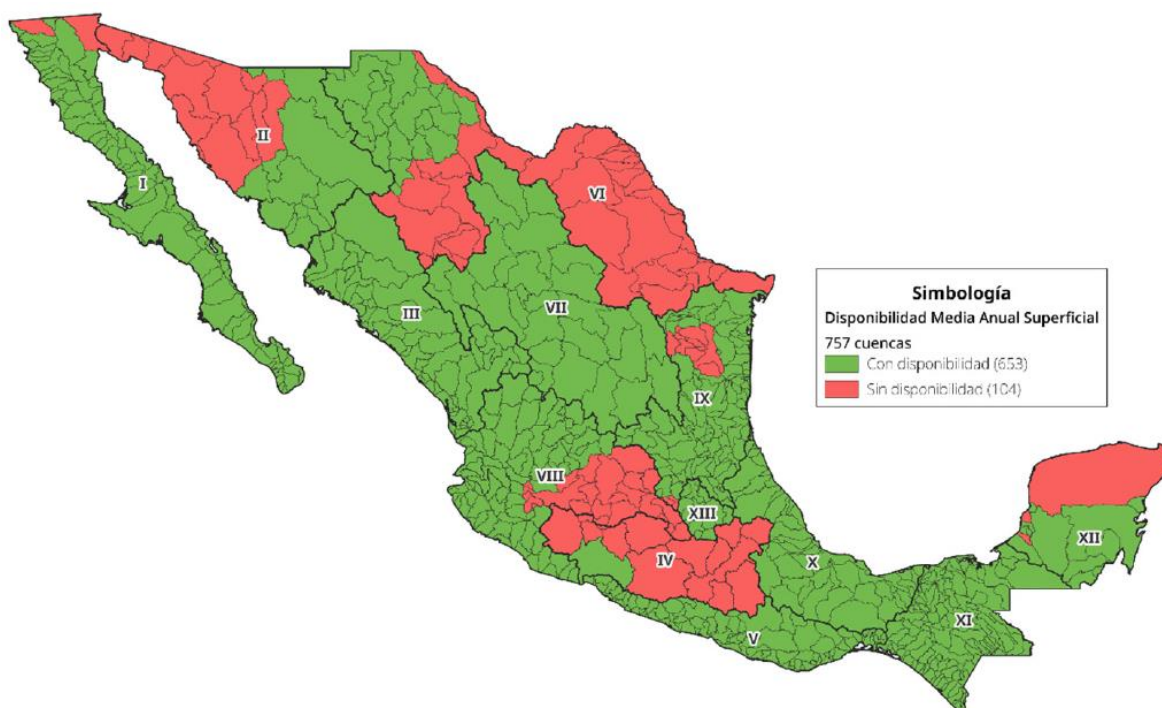 II
I
VI
III
VII
Simbología
Disponibilidad Media Anual Superficial
757 cuencas
Con disponibilidad (653)
Sin disponibilidad (104)
IX
VIII
XIII
XII
IV
X
XI
V